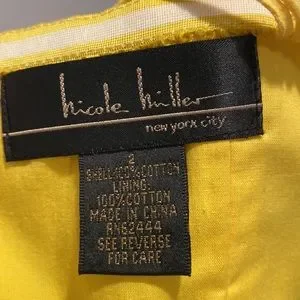 nicole miller
new york city
2
SHELL:100%COTTON
LINING:
100%COTTON
MADE IN CHINA
RN62444
SEE REVERSE
FOR CARE